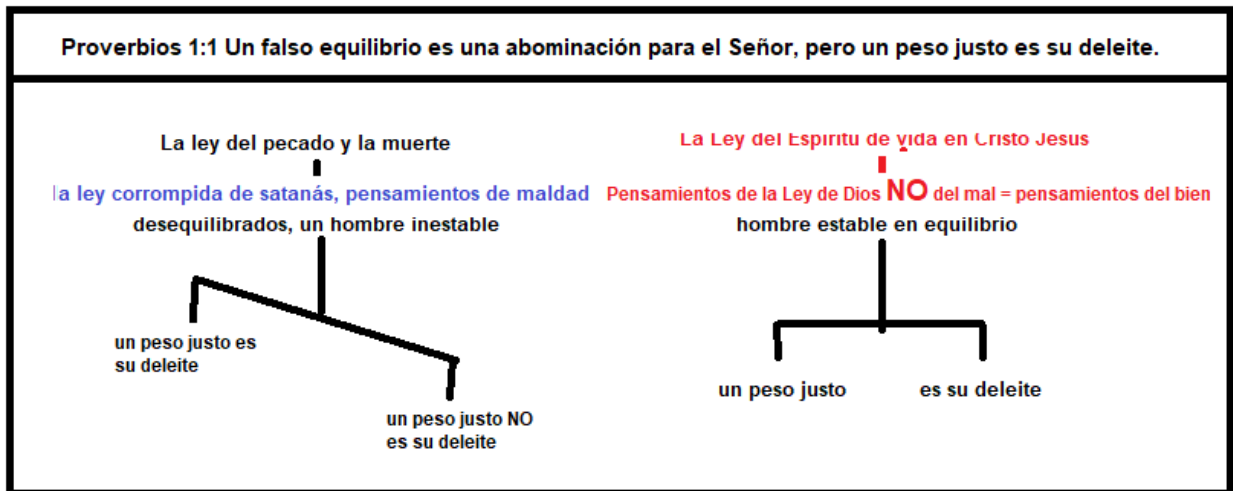 Proverbios 1:1 Un falso equilibrio es una abominación para el Señor, pero un peso justo es su deleite.
La ley del pecado y la muerte
la ley corrompida de satanás, pensamientos de maldad
desequilibrados, un hombre inestable
un peso justo es
su deleite
un peso justo NO
es su deleite
La Ley del Espíritu de vida en Cristo Jesús
Pensamientos de la Ley de Dios NO del mal = pensamientos del bien
hombre estable en equilibrio
un peso justo
es su deleite